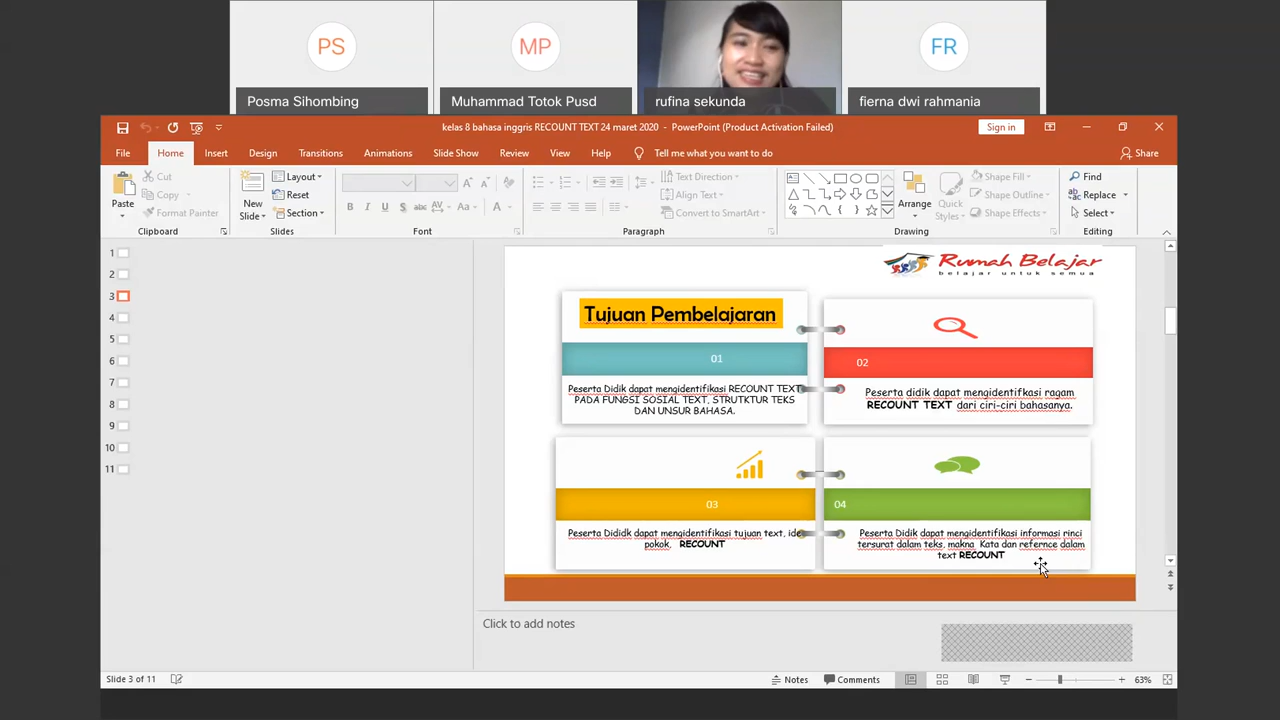 PS
MP
FR
Posma Sihombing
Muhammad Totok Pusd
rufina sekunda
fierna dwi rahmania
kelas 8 bahasa inggris RECOUNT TEXT 24 maret 2020 - PowerPoint (Product Activation Failed)
Sign in
File Home Insert Design Transitions Animations Slide Show Review View Help Tell me what you want to do Share
Paste
Cut
Copy
Format Painter
Clipboard
New
Slide
Layout
Reset
Section
Slides
Font
Text Direction
Align Text
Convert to SmartArt
Paragraph
Arrange
Quick
Styles
Shape Fill
Shape Outline
Shape Effects
Drawing
Find
Replace
Select
Editing
1
2
3
4
5
6
7
8
9
10
11
Rumah Belajar
belajar untuk semua
Tujuan Pembelajaran
01
Peserta Didik dapat mengidentifikasi RECOUNT TEXT
PADA FUNGSI SOSIAL TEXT, STRUTKTUR TEKS
DAN UNSUR BAHASA.
02
Peserta didik dapat mengidentifkasi ragam
RECOUNT TEXT dari ciri-ciri bahasanya.
03
Peserta Dididk dapat mengidentifikasi tujuan text, ide
pokok, RECOUNT
04
Peserta Didik dapat mengidentifikasi informasi rinci
tersurat dalam teks, makna Kata dan refernce dalam
text RECOUNT
Click to add notes
Slide 3 of 11
Notes
Comments
63%